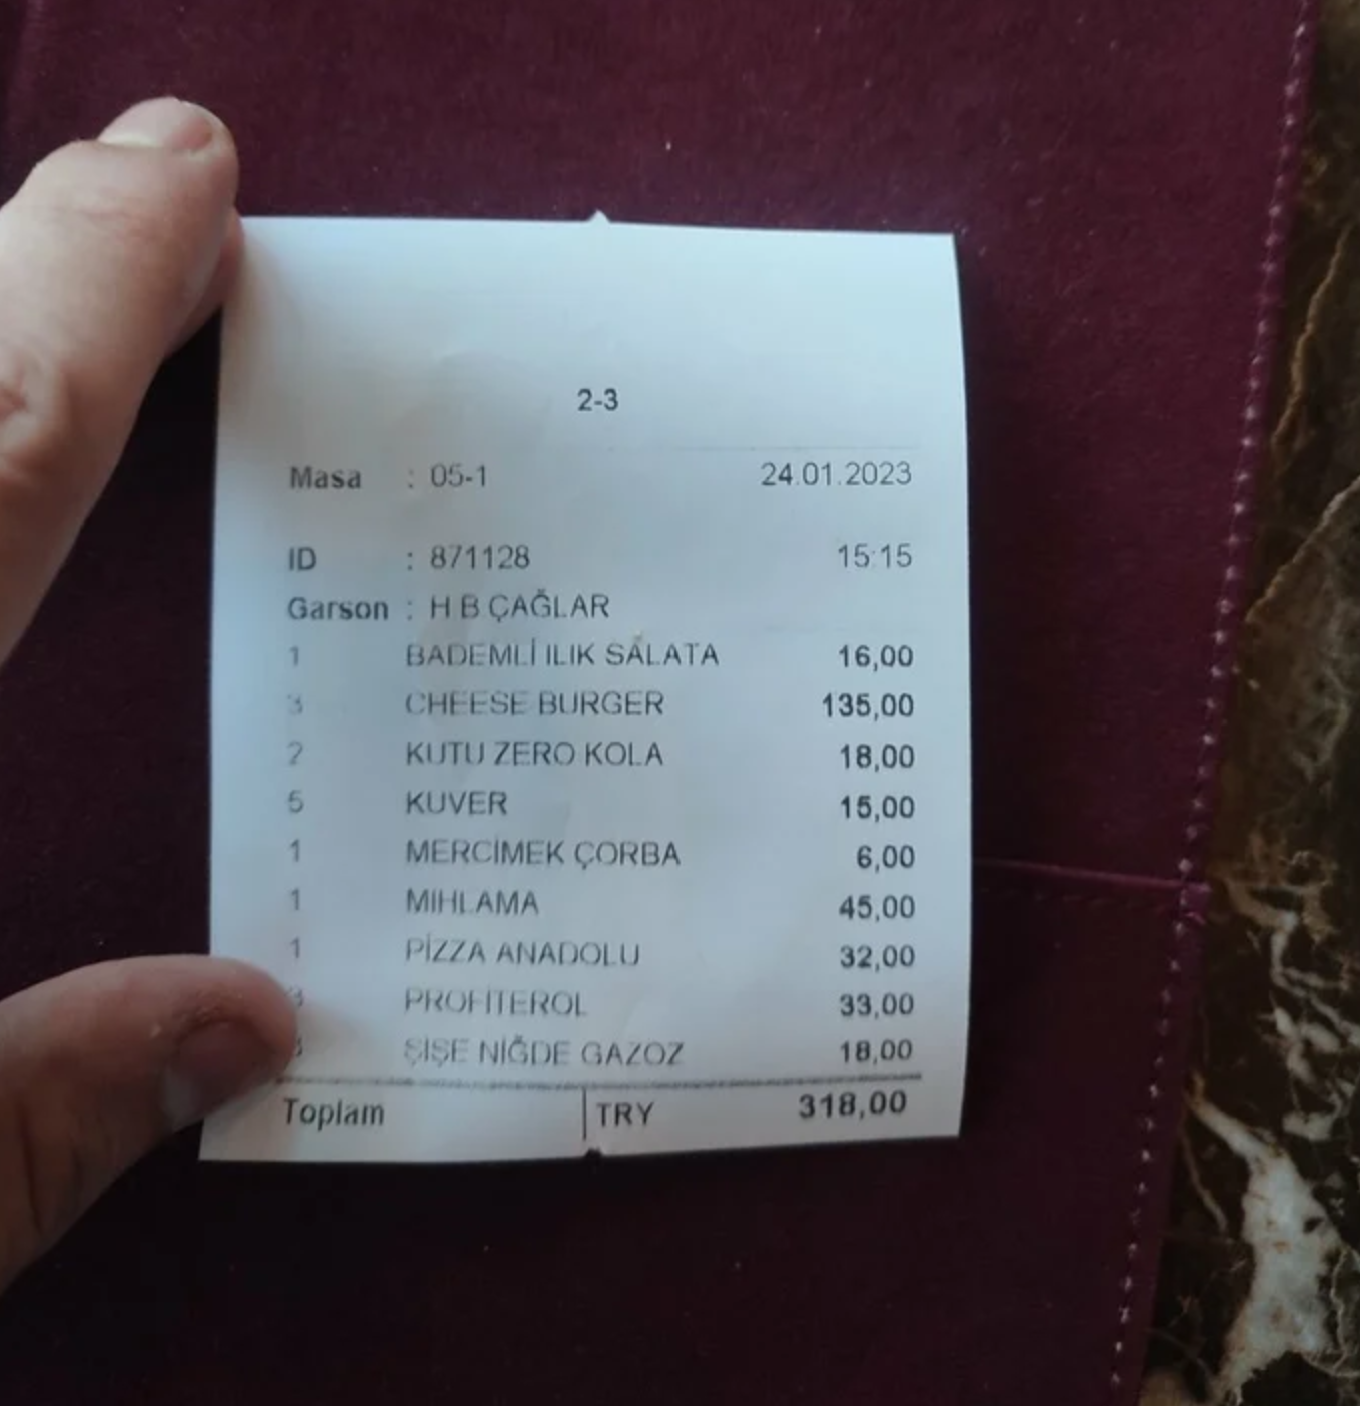 2-3
Masa : 05-1 24.01.2023
ID : 871128 15:15
Garson : H B ÇAĞLAR
1 BADEMLİ ILIK SALATA 16,00
3 CHEESE BURGER 135,00
2 KUTU ZERO KOLA 18,00
5 KUVER 15,00
1 MERCİMEK ÇORBA 6,00
1 MIHLAMA 45,00
1 PİZZA ANADOLU 32,00
3 PROFİTEROL 33,00
ŞİŞE NİĞDE GAZOZ 18,00
Toplam TRY 318,00